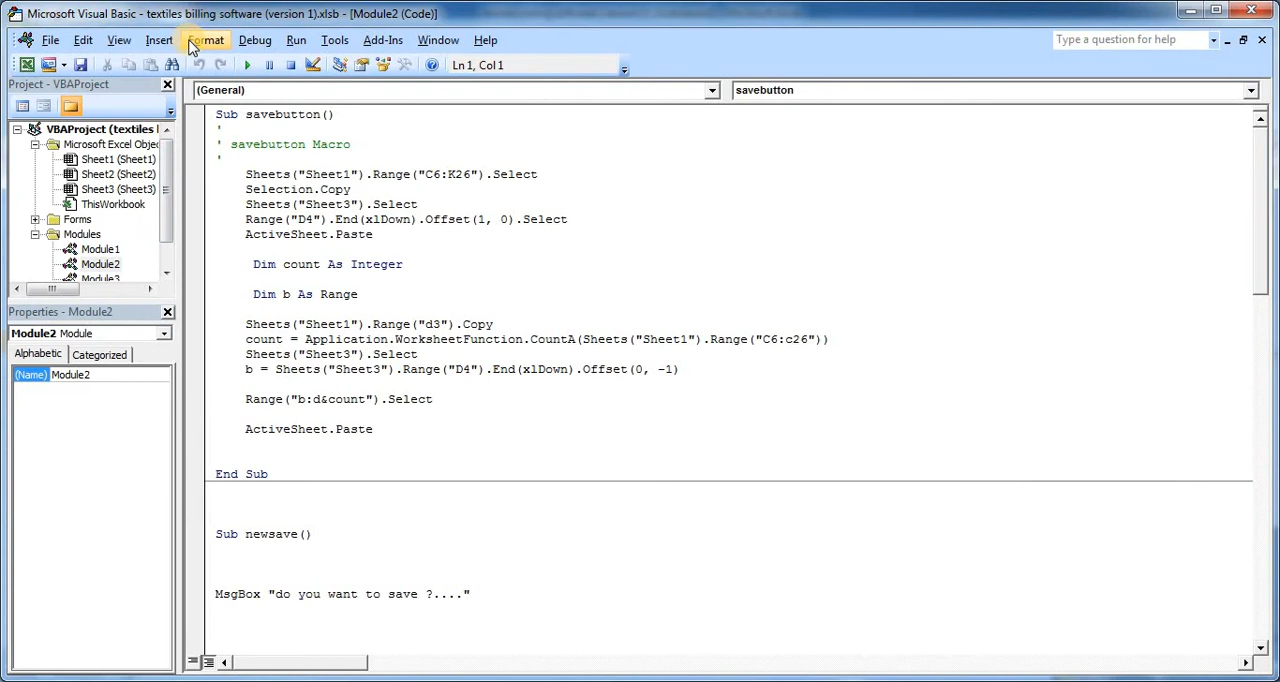 Microsoft Visual Basic - textiles billing software (version 1).xlsb - [Module2 (Code)]
File Edit View Insert Format Debug Run Tools Add-Ins Window Help
Type a question for help
Ln 1, Col 1
Project - VBAProject
(General)
savebutton
VBAProject (textiles
Microsoft Excel Obje
Sheet1 (Sheet1)
Sheet2 (Sheet2)
Sheet3 (Sheet3)
ThisWorkbook
Forms
Modules
Module1
Module2
Module3
Properties - Module2
Module2 Module
Alphabetic Categorized
(Name) Module2
Sub savebutton()
'
' savebutton Macro
'
Sheets("Sheet1").Range("C6:K26").Select
Selection.Copy
Sheets("Sheet3").Select
Range("D4").End(xlDown).Offset(1, 0).Select
ActiveSheet.Paste
Dim count As Integer
Dim b As Range
Sheets("Sheet1").Range("d3").Copy
count = Application.WorksheetFunction.CountA(Sheets("Sheet1").Range("C6:c26"))
Sheets("Sheet3").Select
b = Sheets("Sheet3").Range("D4").End(xlDown).Offset(0, -1)
Range("b:d&count").Select
ActiveSheet.Paste
End Sub
Sub newsave()
MsgBox "do you want to save ?...."